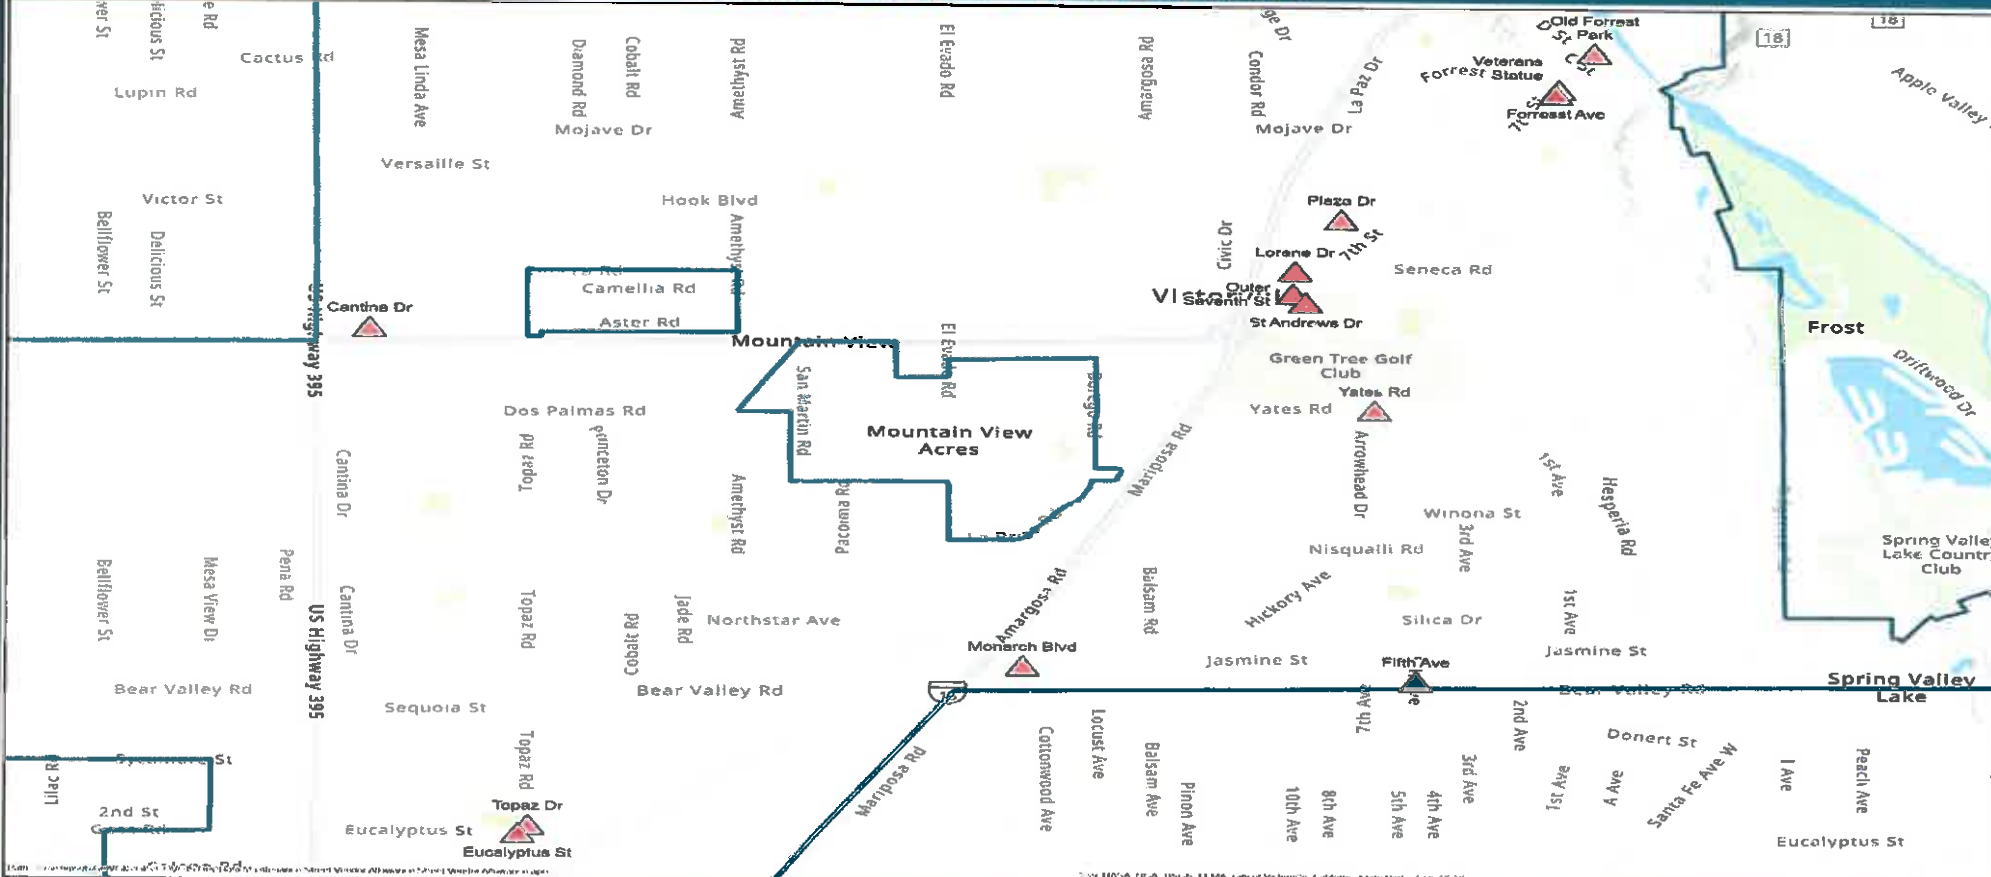 Cactus Rd
Lupin Rd
Mesa Linda Ave
Diamond Rd
Cobalt Rd
Amethyst Rd
El Evado Rd
Amargosa Rd
Condor Rd
La Paz Dr
Old Forrest
Park
D St
C St
Veterans
Forrest Statue
Forrest Ave
18
18
Apple Valley
Mojave Dr
Mojave Dr
Versaille St
Victor St
Hook Blvd
Bellflower St
Delicious St
Plaza Dr
7th St
Civic Dr
Lorene Dr
Seneca Rd
Outer
Seventh St
St Andrews Dr
Cantina Dr
Camellia Rd
Aster Rd
Mountain View
Frost
Driftwood Dr
Green Tree Golf
Club
Yates Rd
Yates Rd
Dos Palmas Rd
San Martin Rd
Mountain View
Acres
Mariposa Rd
Arrowhead Dr
Cantina Dr
Topaz Rd
Amethyst Rd
Pacoima Rd
Winona St
1st Ave
3rd Ave
Hesperia Rd
Nisqualli Rd
Spring Valle
Lake Countr
Club
Bellflower St
Mesa View Dr
Pena Rd
US Highway 395
Cantina Dr
Topaz Rd
Cobalt Rd
Jade Rd
Northstar Ave
Amargosa Rd
Balsam Rd
Hickory Ave
Silica Dr
1st Ave
Monarch Blvd
Jasmine St
Fifth Ave
Jasmine St
Bear Valley Rd
Bear Valley Rd
Bear Valley Rd
Spring Valley
Lake
Sequoia St
7th Ave
2nd Ave
Donert St
Topaz Rd
Mariposa Rd
Cottonwood Ave
Locust Ave
Balsam Ave
Pinon Ave
10th Ave
8th Ave
5th Ave
4th Ave
3rd Ave
1st Ave
A Ave
Santa Fe Ave W
I Ave
Peach Ave
Lilac Rd
2nd St
Topaz Dr
Eucalyptus St
Eucalyptus St
Eucalyptus St